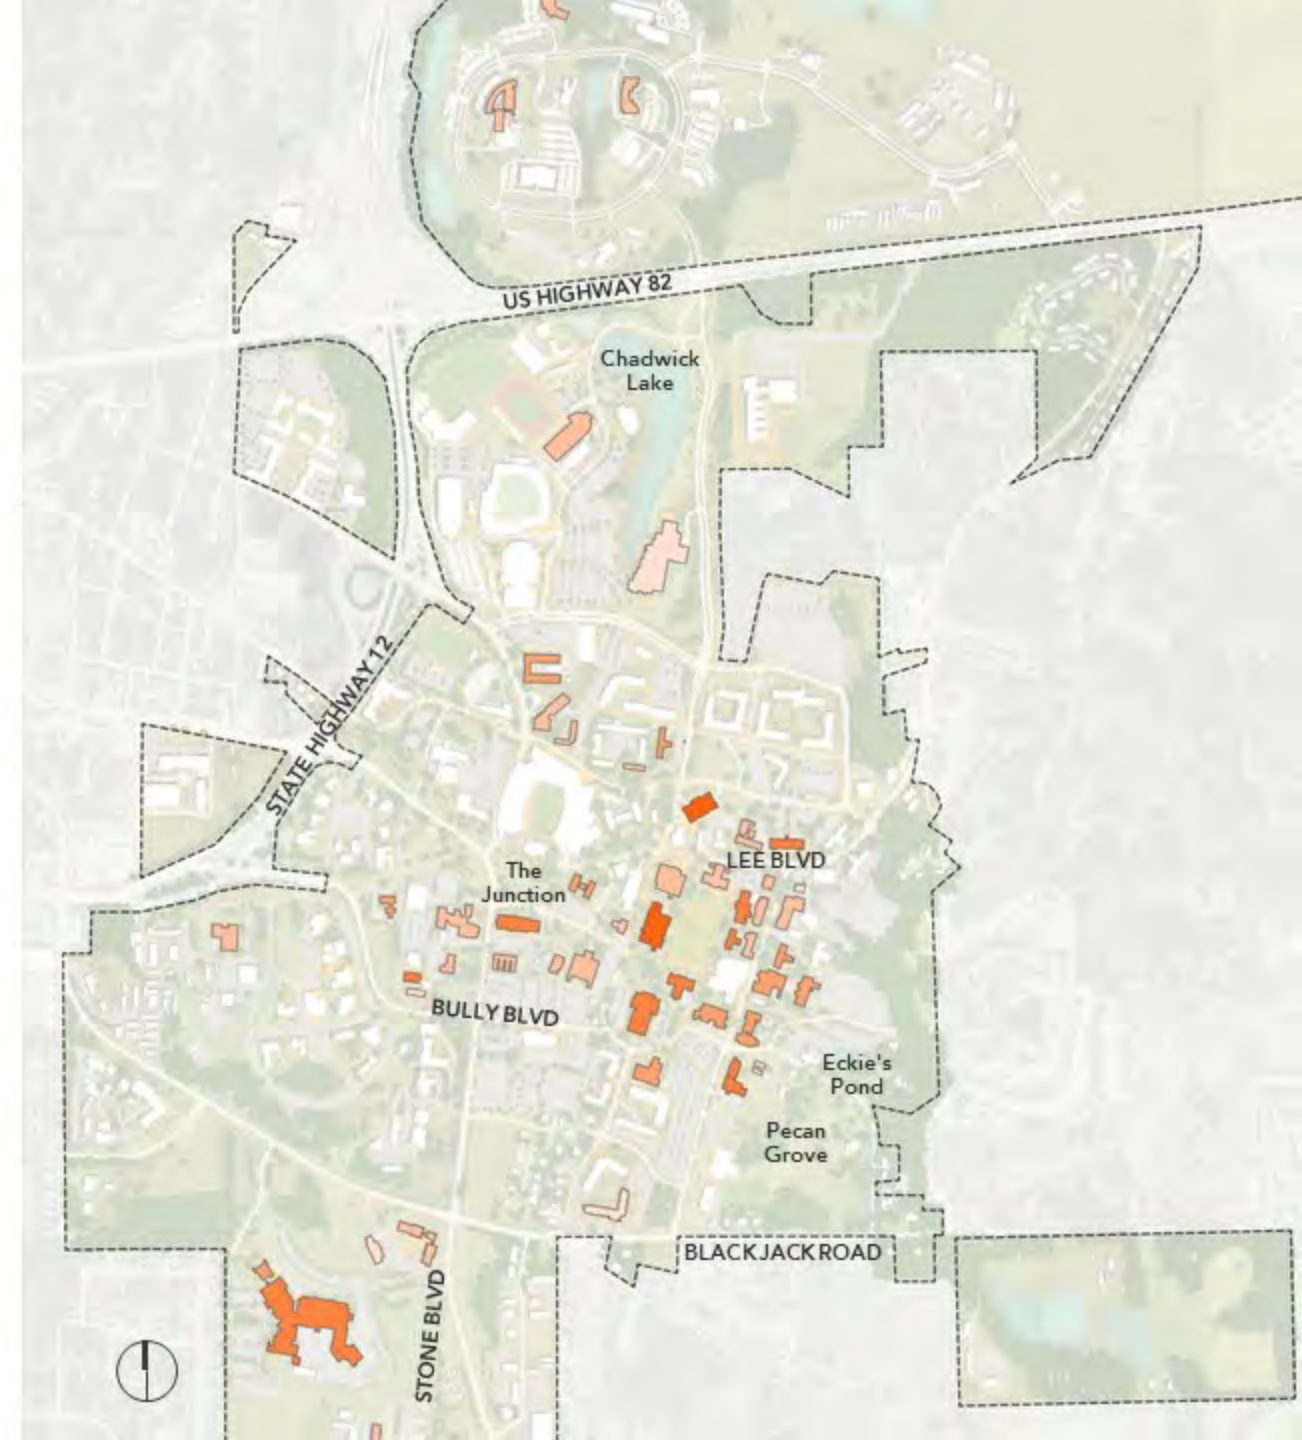 US HIGHWAY 82
Chadwick
Lake
STATE HIGHWAY 12
LEE BLVD
The
Junction
BULLY BLVD
Eckie's
Pond
Pecan
Grove
BLACKJACK ROAD
STONE BLVD